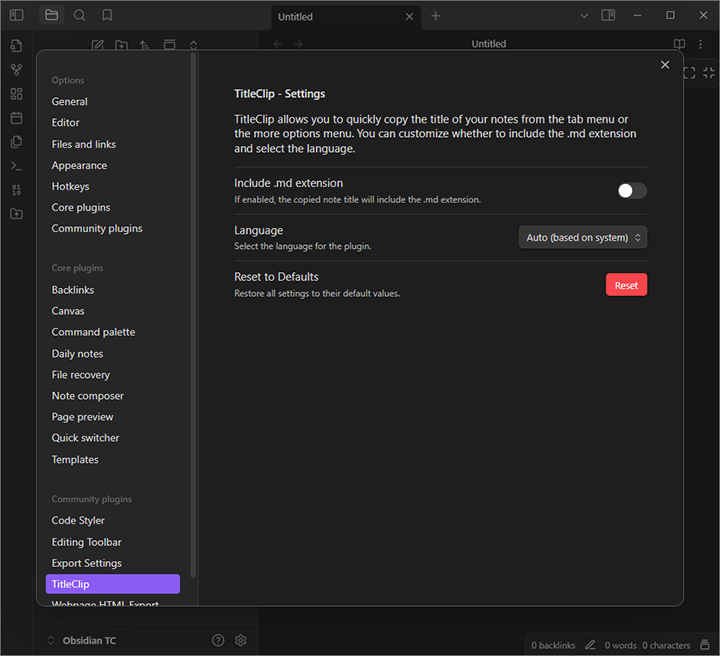 Untitled
Untitled
Options
General
Editor
Files and links
Appearance
Hotkeys
Core plugins
Community plugins
Core plugins
Backlinks
Canvas
Command palette
Daily notes
File recovery
Note composer
Page preview
Quick switcher
Templates
Community plugins
Code Styler
Editing Toolbar
Export Settings
TitleClip
Webpage HTML Export
TitleClip - Settings
TitleClip allows you to quickly copy the title of your notes from the tab menu or
the more options menu. You can customize whether to include the .md extension
and select the language.
Include .md extension
If enabled, the copied note title will include the .md extension.
Language
Select the language for the plugin.
Auto (based on system)
Reset to Defaults
Restore all settings to their default values.
Reset
Obsidian TC
0 backlinks 0 words 0 characters